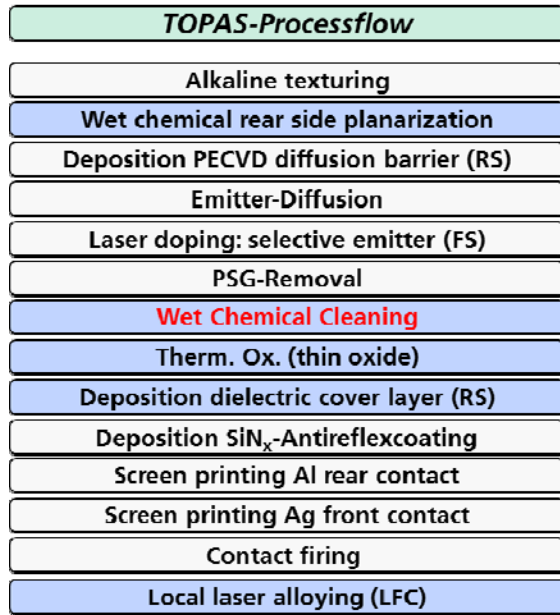 TOPAS-Processflow
Alkaline texturing
Wet chemical rear side planarization
Deposition PECVD diffusion barrier (RS)
Emitter-Diffusion
Laser doping: selective emitter (FS)
PSG-Removal
Wet Chemical Cleaning
Therm. Ox. (thin oxide)
Deposition dielectric cover layer (RS)
Deposition SiNx-Antireflexcoating
Screen printing Al rear contact
Screen printing Ag front contact
Contact firing
Local laser alloying (LFC)